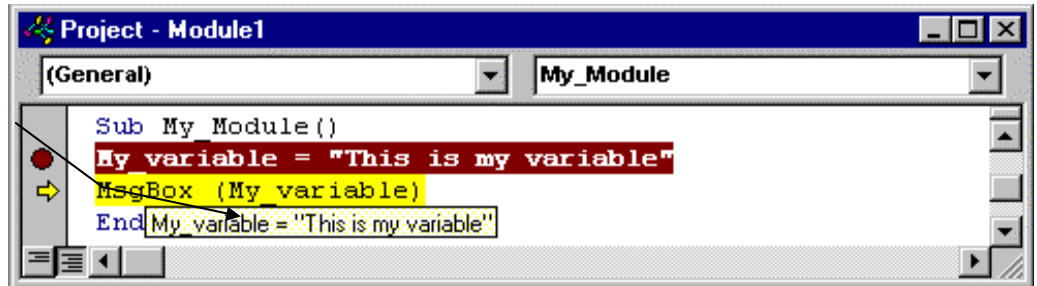 Project - Module1
(General) My_Module
Sub My_Module()
My_variable = "This is my variable"
MsgBox (My_variable)
End
My_variable = "This is my variable"